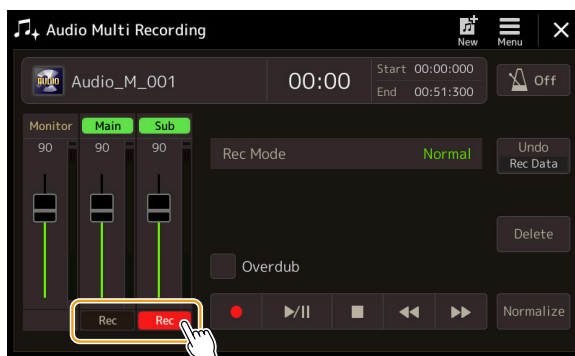 Audio Multi Recording
New
Menu
AUDIO
Audio_M_001
00:00
Start 00:00:000
End 00:51:300
Off
Monitor Main Sub
90 90 90
Rec Mode Normal
Undo
Rec Data
Delete
Overdub
Rec Rec
Normalize